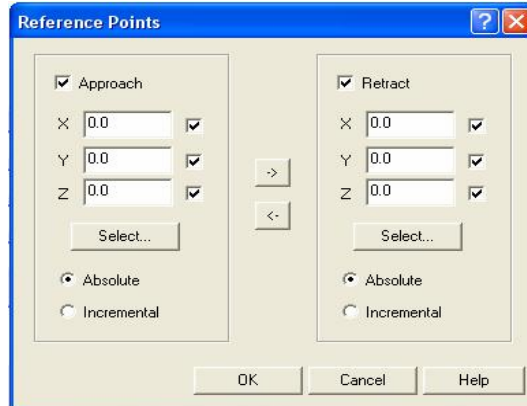 Reference Points
Approach
X 0.0
Y 0.0
Z 0.0
Select...
Absolute
Incremental
->
<-
Retract
X 0.0
Y 0.0
Z 0.0
Select...
Absolute
Incremental
OK Cancel Help